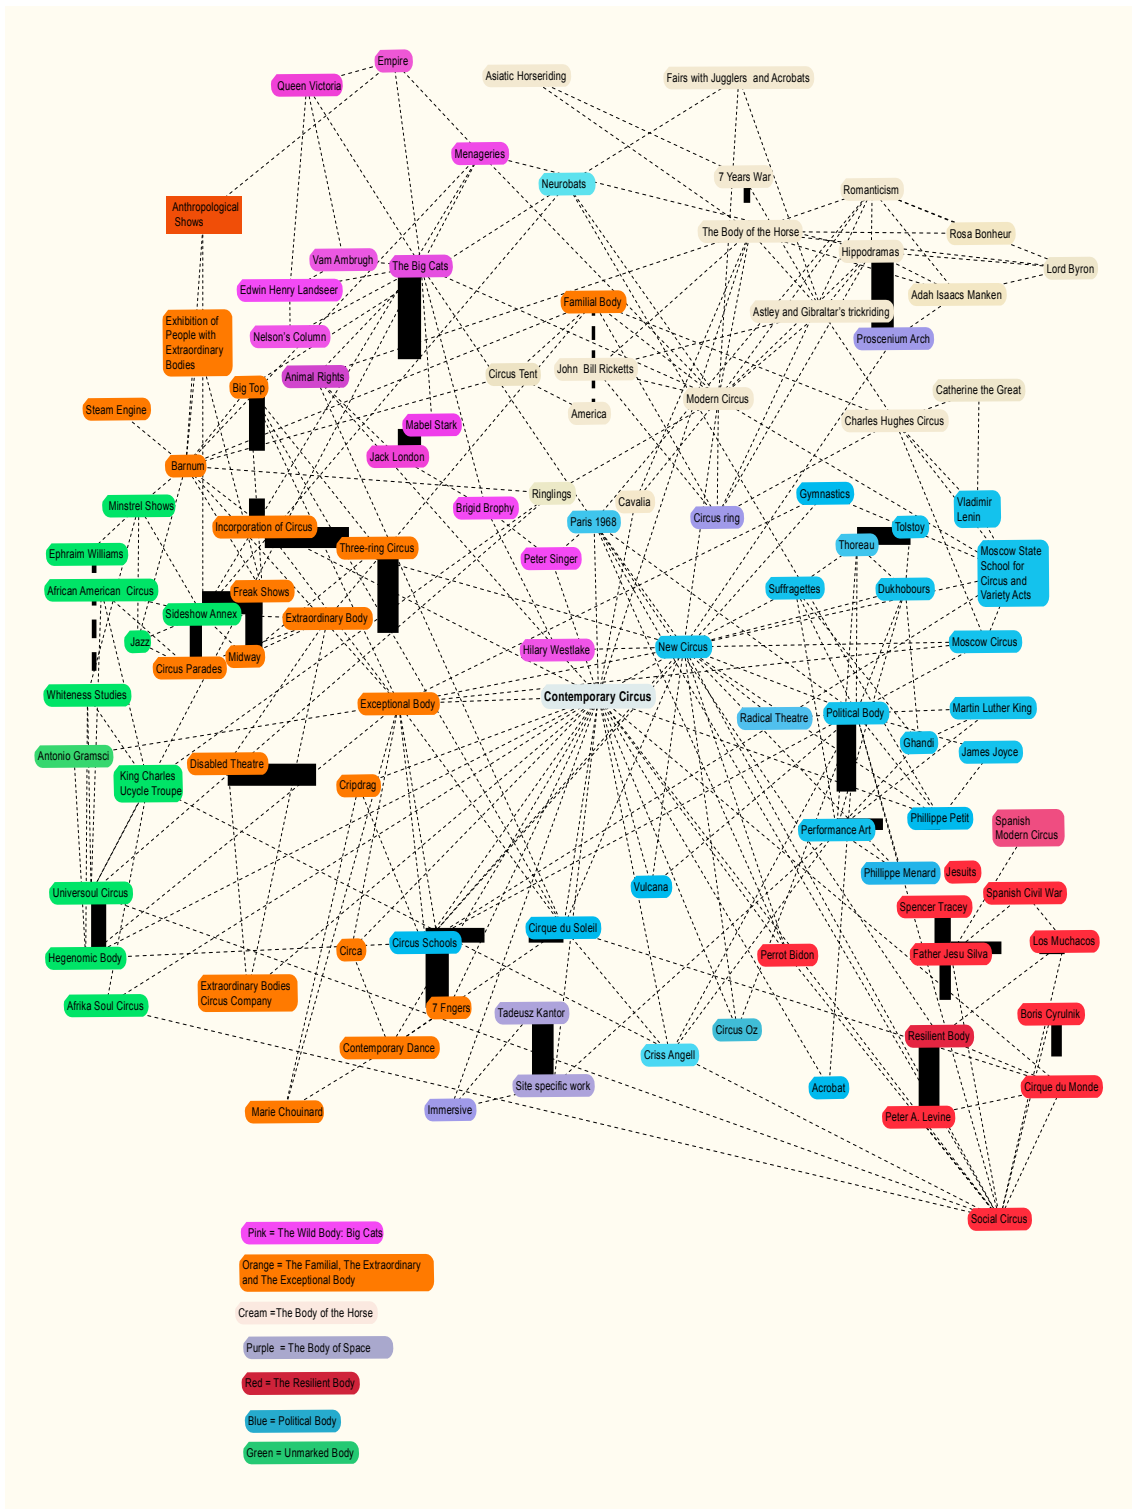 Empire
Queen Victoria
Asiatic Horseriding
Fairs with Jugglers and Acrobats
Menageries
Neurobats
7 Years War
Romanticism
Anthropological
Shows
The Body of the Horse
Rosa Bonheur
Vam Ambrugh
The Big Cats
Hippodramas
Lord Byron
Edwin Henry Landseer
Familial Body
Adah Isaacs Manken
Astley and Gibraltar's trickriding
Exhibition of
People with
Extraordinary
Bodies
Nelson's Column
Proscenium Arch
Animal Rights
Circus Tent
John Bill Ricketts
Big Top
Modern Circus
Catherine the Great
Steam Engine
America
Charles Hughes Circus
Mabel Stark
Jack London
Barnum
Ringlings
Cavalia
Gymnastics
Minstrel Shows
Brigid Brophy
Paris 1968
Circus ring
Vladimir
Lenin
Incorporation of Circus
Tolstoy
Three-ring Circus
Thoreau
Ephraim Williams
Peter Singer
Moscow State
School for
Circus and
Variety Acts
African American Circus
Freak Shows
Suffragettes
Dukhobours
Sideshow Annex
Extraordinary Body
Jazz
Midway
Hilary Westlake
New Circus
Moscow Circus
Circus Parades
Whiteness Studies
Exceptional Body
Contemporary Circus
Radical Theatre
Political Body
Martin Luther King
Ghandi
James Joyce
Antonio Gramsci
Disabled Theatre
King Charles
Ucycle Troupe
Cripdrag
Phillippe Petit
Performance Art
Spanish
Modern Circus
Phillippe Menard
Jesuits
Universoul Circus
Vulcana
Spanish Civil War
Spencer Tracey
Cirque du Soleil
Circa
Circus Schools
Los Muchacos
Hegenomic Body
Perrot Bidon
Father Jesu Silva
Extraordinary Bodies
Circus Company
Afrika Soul Circus
7 Fngers
Tadeusz Kantor
Boris Cyrulnik
Circus Oz
Resilient Body
Contemporary Dance
Criss Angell
Site specific work
Acrobat
Cirque du Monde
Marie Chouinard
Immersive
Peter A. Levine
Social Circus
Pink = The Wild Body: Big Cats
Orange = The Familial, The Extraordinary
and The Exceptional Body
Cream =The Body of the Horse
Purple = The Body of Space
Red = The Resilient Body
Blue = Political Body
Green = Unmarked Body